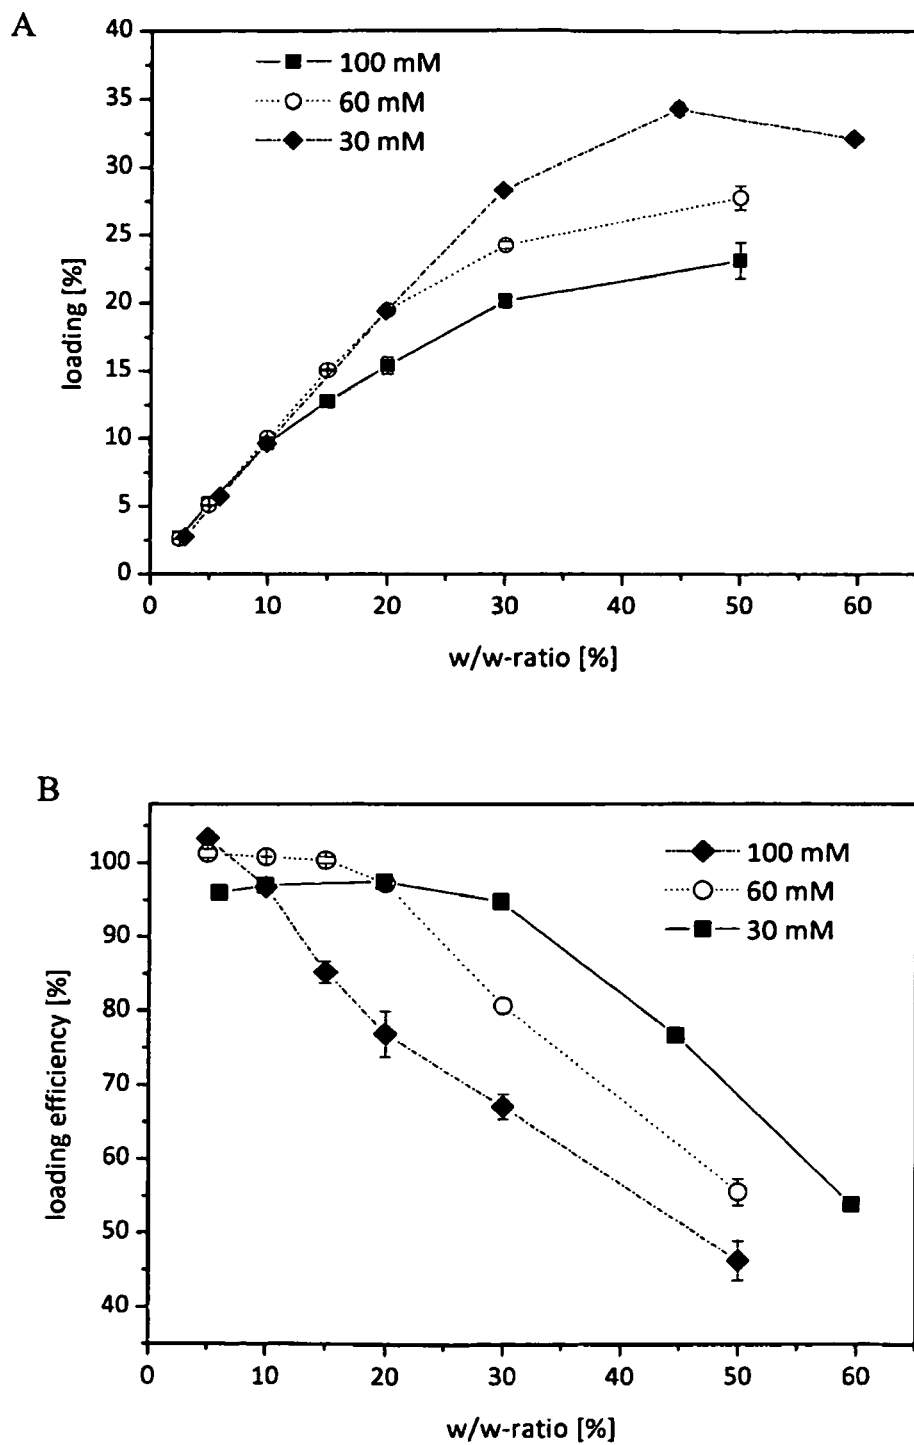 A
40
35
30
25
20
15
10
5
0
loading [%]
100 mM
60 mM
30 mM
0 10 20 30 40 50 60
w/w-ratio [%]
B
100
90
80
70
60
50
40
loading efficiency [%]
100 mM
60 mM
30 mM
0 10 20 30 40 50 60
w/w-ratio [%]